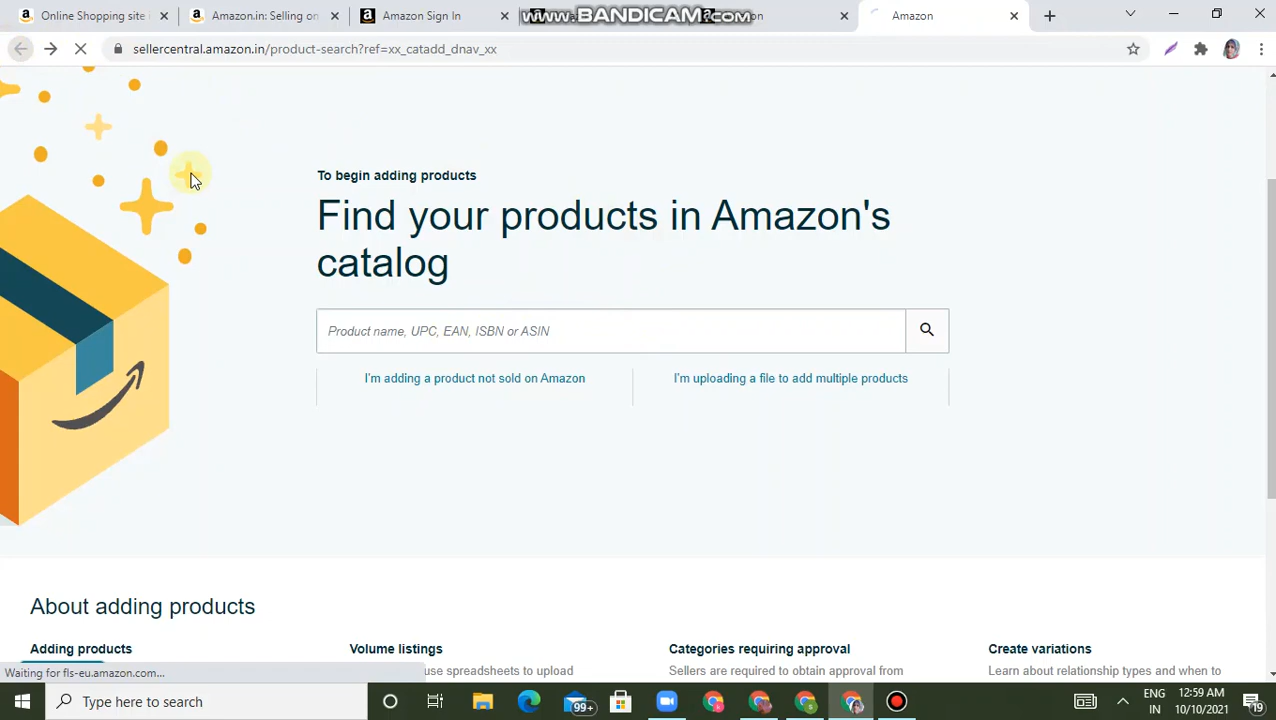 Online Shopping site i
Amazon.in: Selling on
Amazon Sign In
www.BANDICAM.com
Amazon
sellercentral.amazon.in/product-search?ref=xx_catadd_dnav_xx
To begin adding products
Find your products in Amazon's
catalog
Product name, UPC, EAN, ISBN or ASIN
I'm adding a product not sold on Amazon
I'm uploading a file to add multiple products
About adding products
Adding products
Volume listings
Categories requiring approval
Create variations
use spreadsheets to upload
Sellers are required to obtain approval from
Learn about relationship types and when to
Waiting for fls-eu.amazon.com...
Type here to search
99+
ENG
IN
12:59 AM
10/10/2021
19